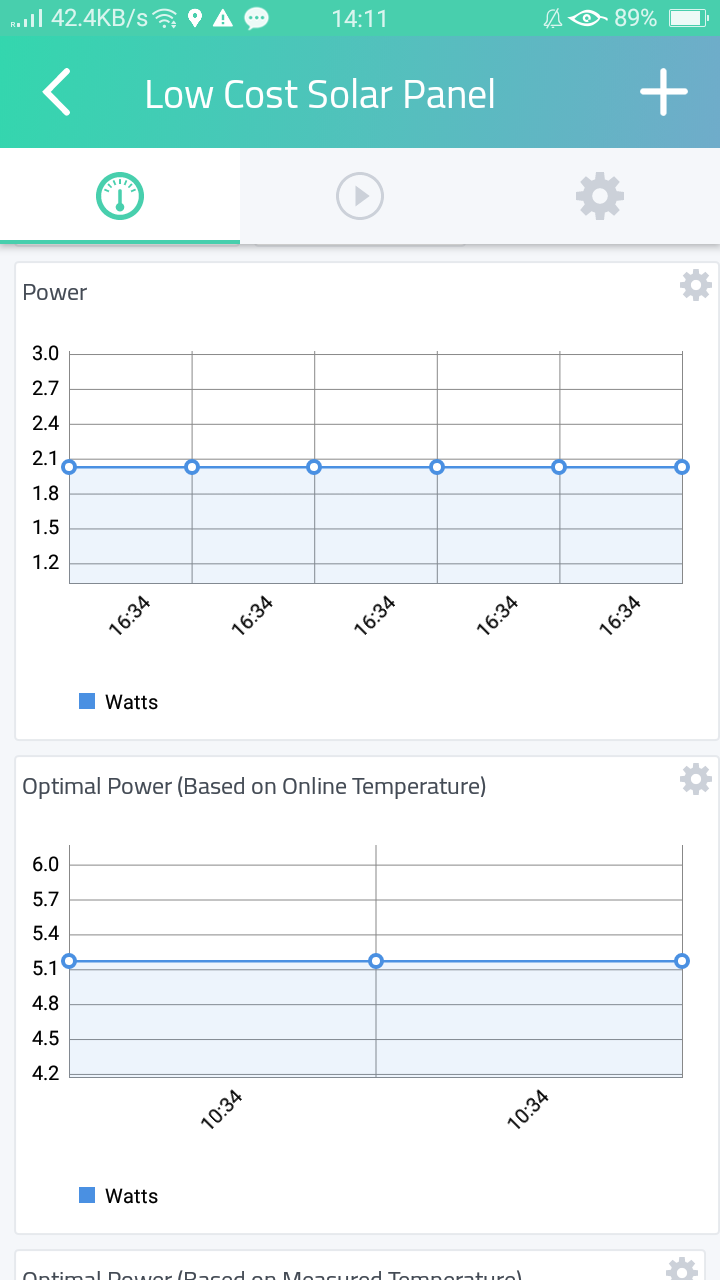 42.4KB/s 14:11 89%
Low Cost Solar Panel
Power
3.0
2.7
2.4
2.1
1.8
1.5
1.2
16:34 16:34 16:34 16:34 16:34
Watts
Optimal Power (Based on Online Temperature)
6.0
5.7
5.4
5.1
4.8
4.5
4.2
10:34 10:34
Watts
Optimal Power (Based on Measured Temperature)